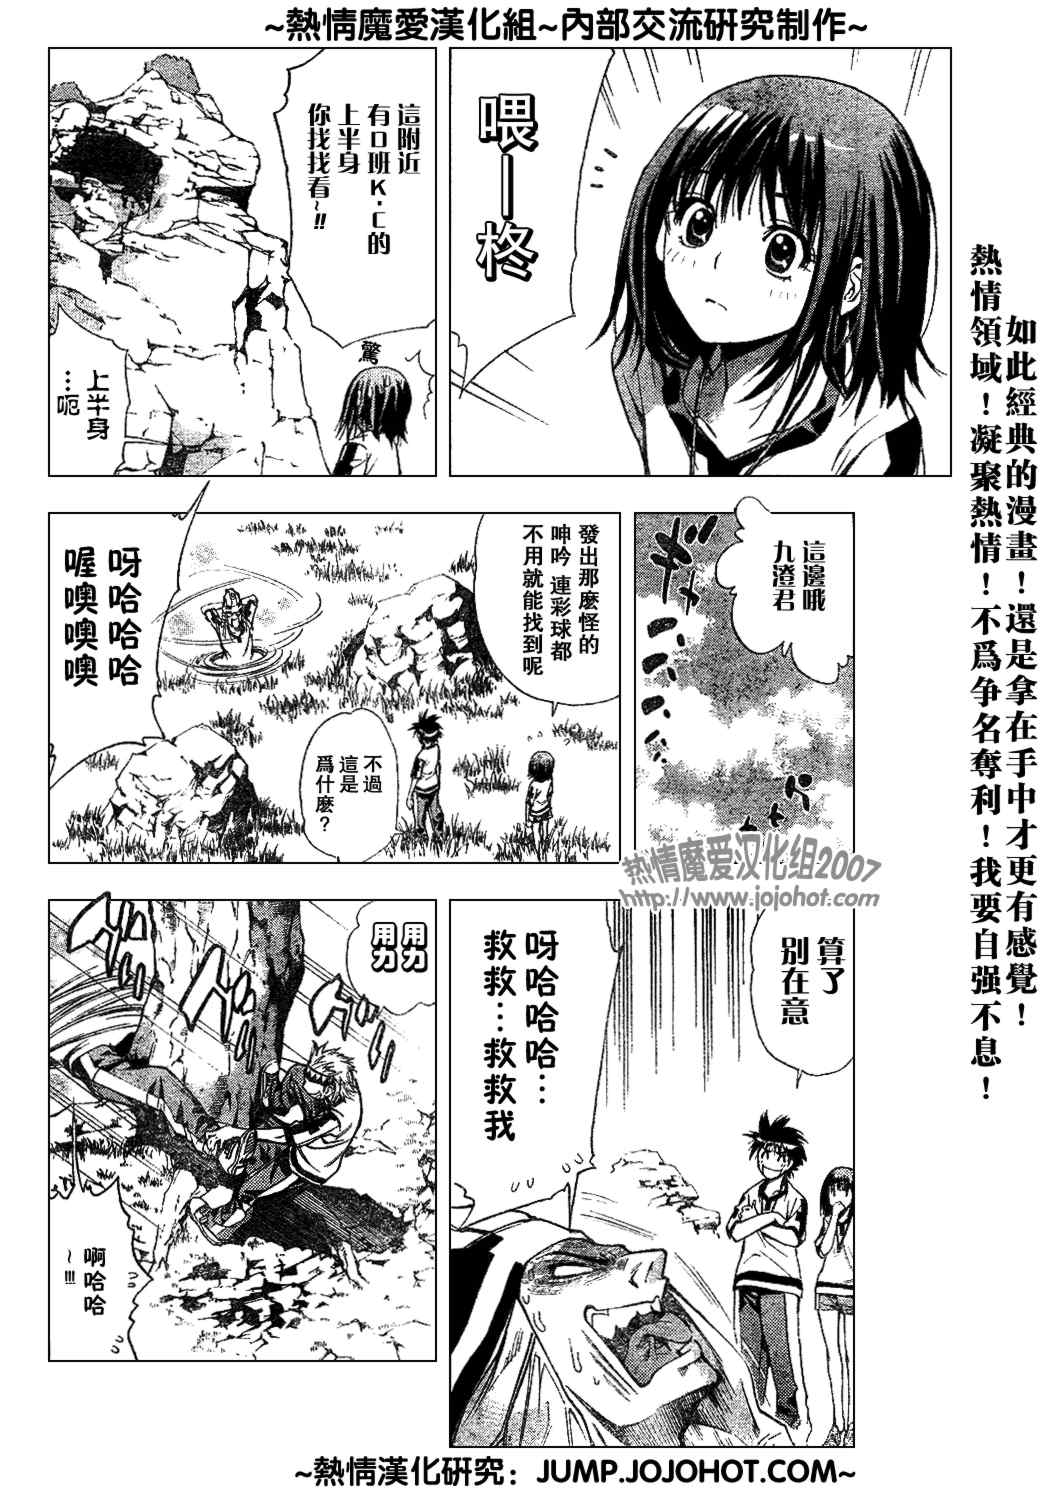 ~熱情魔愛漢化組~內部交流研究制作~
喂——柊
這附近
有D班K·C的
上半身
你找找看~!!
驚
上半身
…呃
這邊哦
九澄君
發出那麽怪的
呻吟 連彩球都
不用就能找到呢
不過
這是
爲什麽？
呀哈哈哈
喔噢噢噢
算了
别在意
呀哈哈哈…
救救…救救我
用力
用力
啊哈哈
~!!!
如此經典的漫畫！還是拿在手中才更有感覺！
熱情領域！凝聚熱情！不爲争名奪利！我要自强不息！
热情魔爱汉化组2007
http://www.jojohot.com
~熱情漢化研究：JUMP.JOJOHOT.COM~